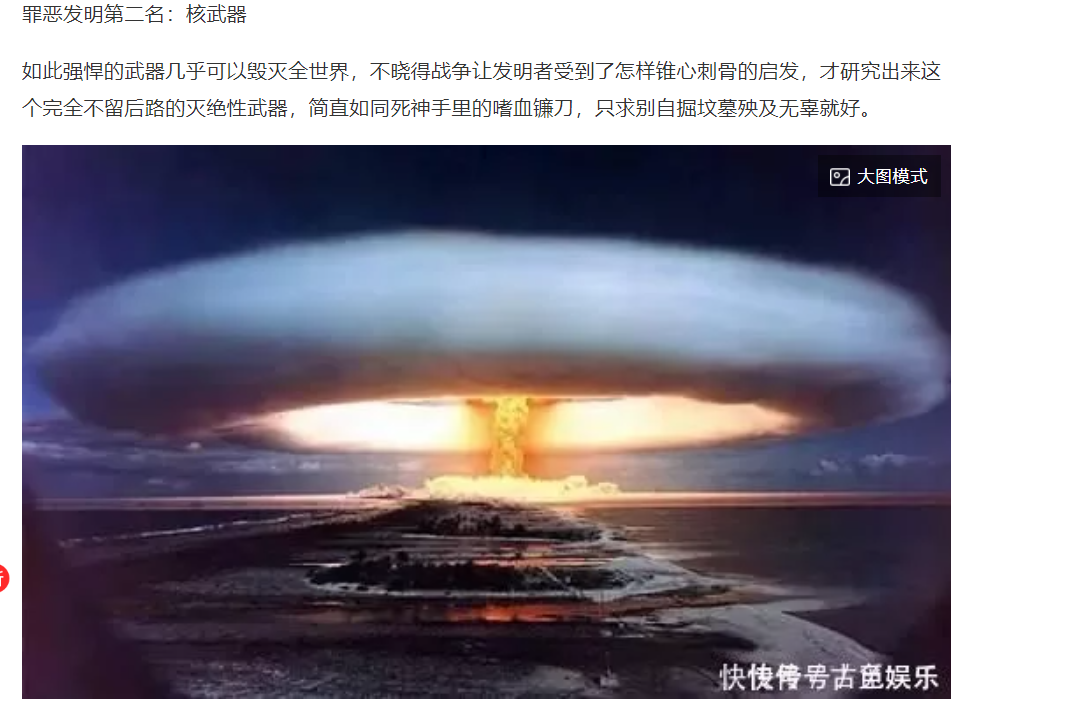 罪恶发明第二名：核武器
如此强悍的武器几乎可以毁灭全世界，不晓得战争让发明者受到了怎样锥心刺骨的启发，才研究出来这
个完全不留后路的灭绝性武器，简直如同死神手里的嗜血镰刀，只求别自掘坟墓殃及无辜就好。
大图模式
娱乐